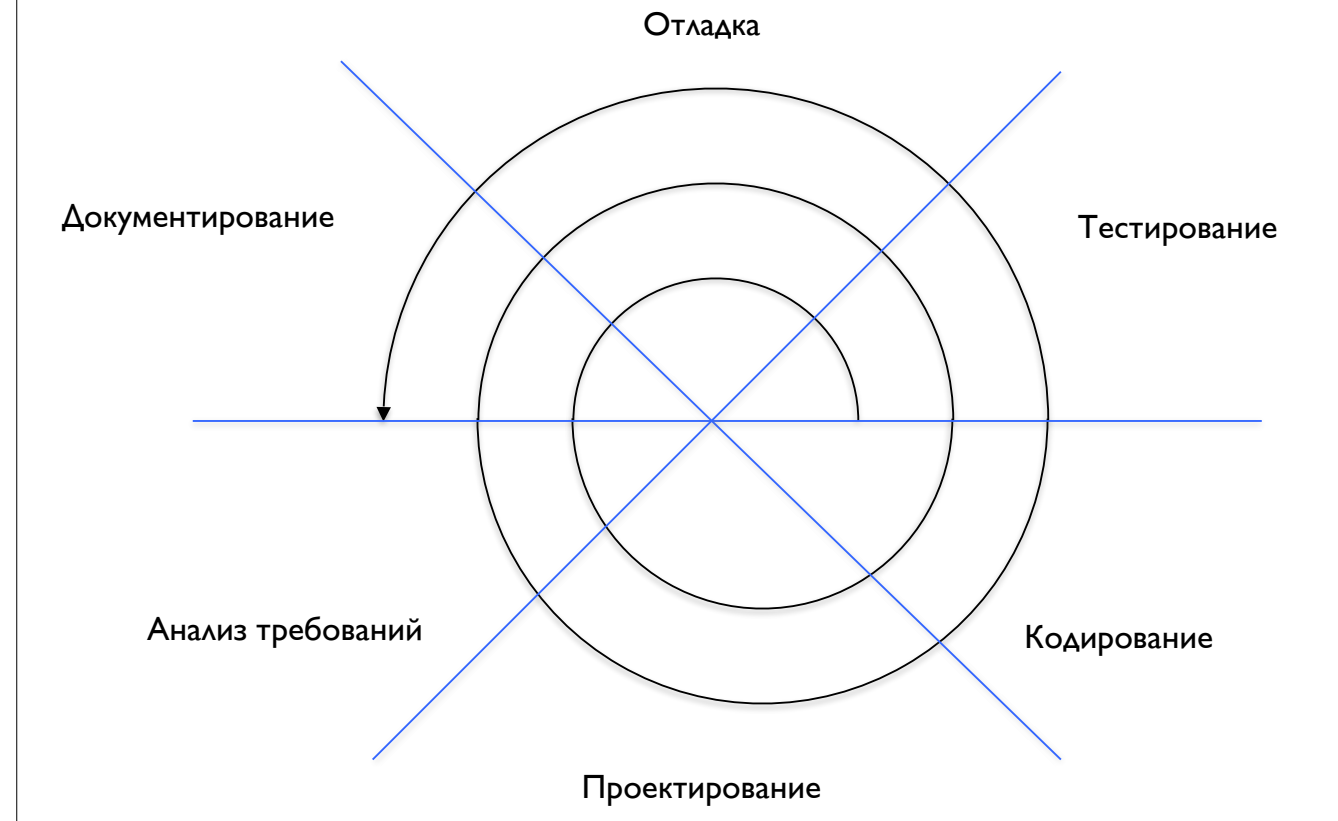 Отладка
Документирование
Тестирование
Анализ требований
Кодирование
Проектирование